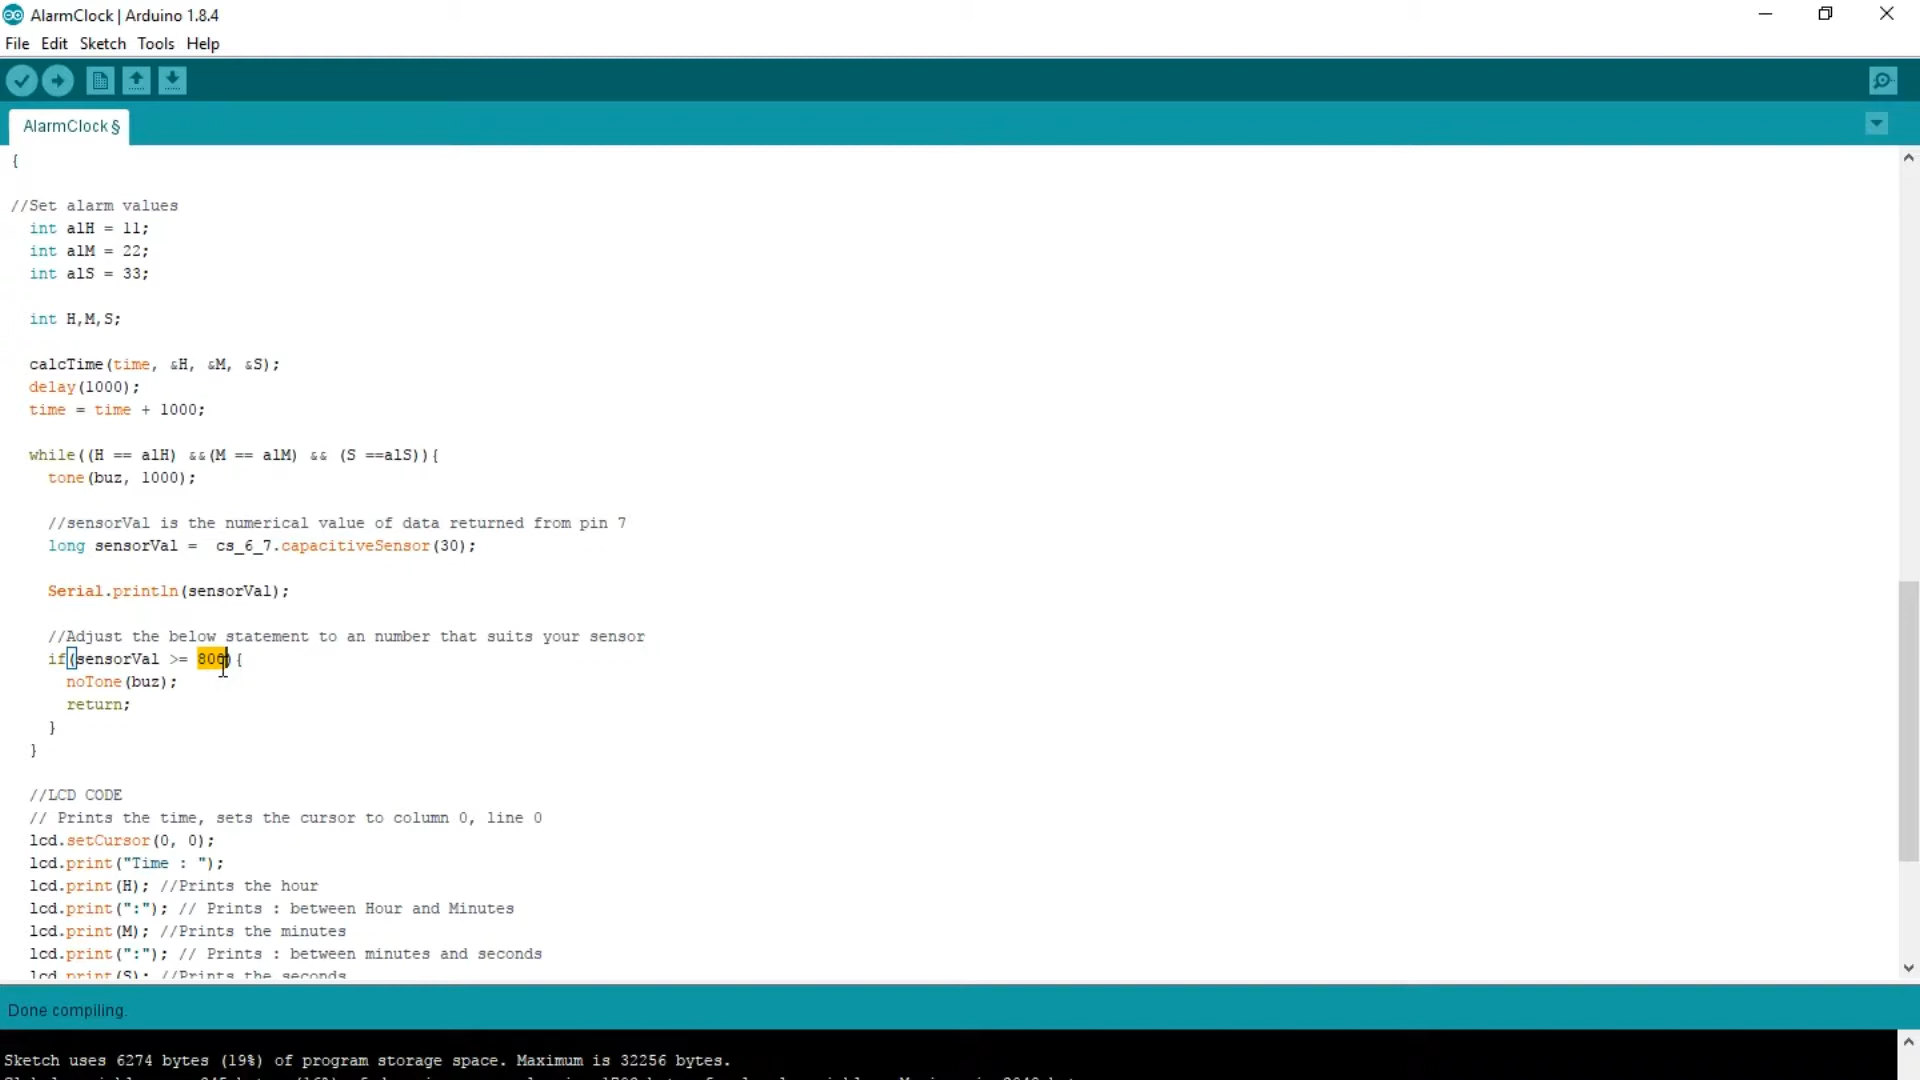 AlarmClock | Arduino 1.8.4
File Edit Sketch Tools Help
AlarmClock §
{
//Set alarm values
int alH = 11;
int alM = 22;
int alS = 33;
int H,M,S;
calcTime(time, &H, &M, &S);
delay(1000);
time = time + 1000;
while((H == alH) &&(M == alM) && (S ==alS)){
tone(buz, 1000);
//sensorVal is the numerical value of data returned from pin 7
long sensorVal =  cs_6_7.capacitiveSensor(30);
Serial.println(sensorVal);
//Adjust the below statement to an number that suits your sensor
if(sensorVal >= 800){
noTone(buz);
return;
}
}
//LCD CODE
// Prints the time, sets the cursor to column 0, line 0
lcd.setCursor(0, 0);
lcd.print("Time : ");
lcd.print(H); //Prints the hour
lcd.print(":"); // Prints : between Hour and Minutes
lcd.print(M); //Prints the minutes
lcd.print(":"); // Prints : between minutes and seconds
lcd.print(S); //Prints the seconds
Done compiling.
Sketch uses 6274 bytes (19%) of program storage space. Maximum is 32256 bytes.